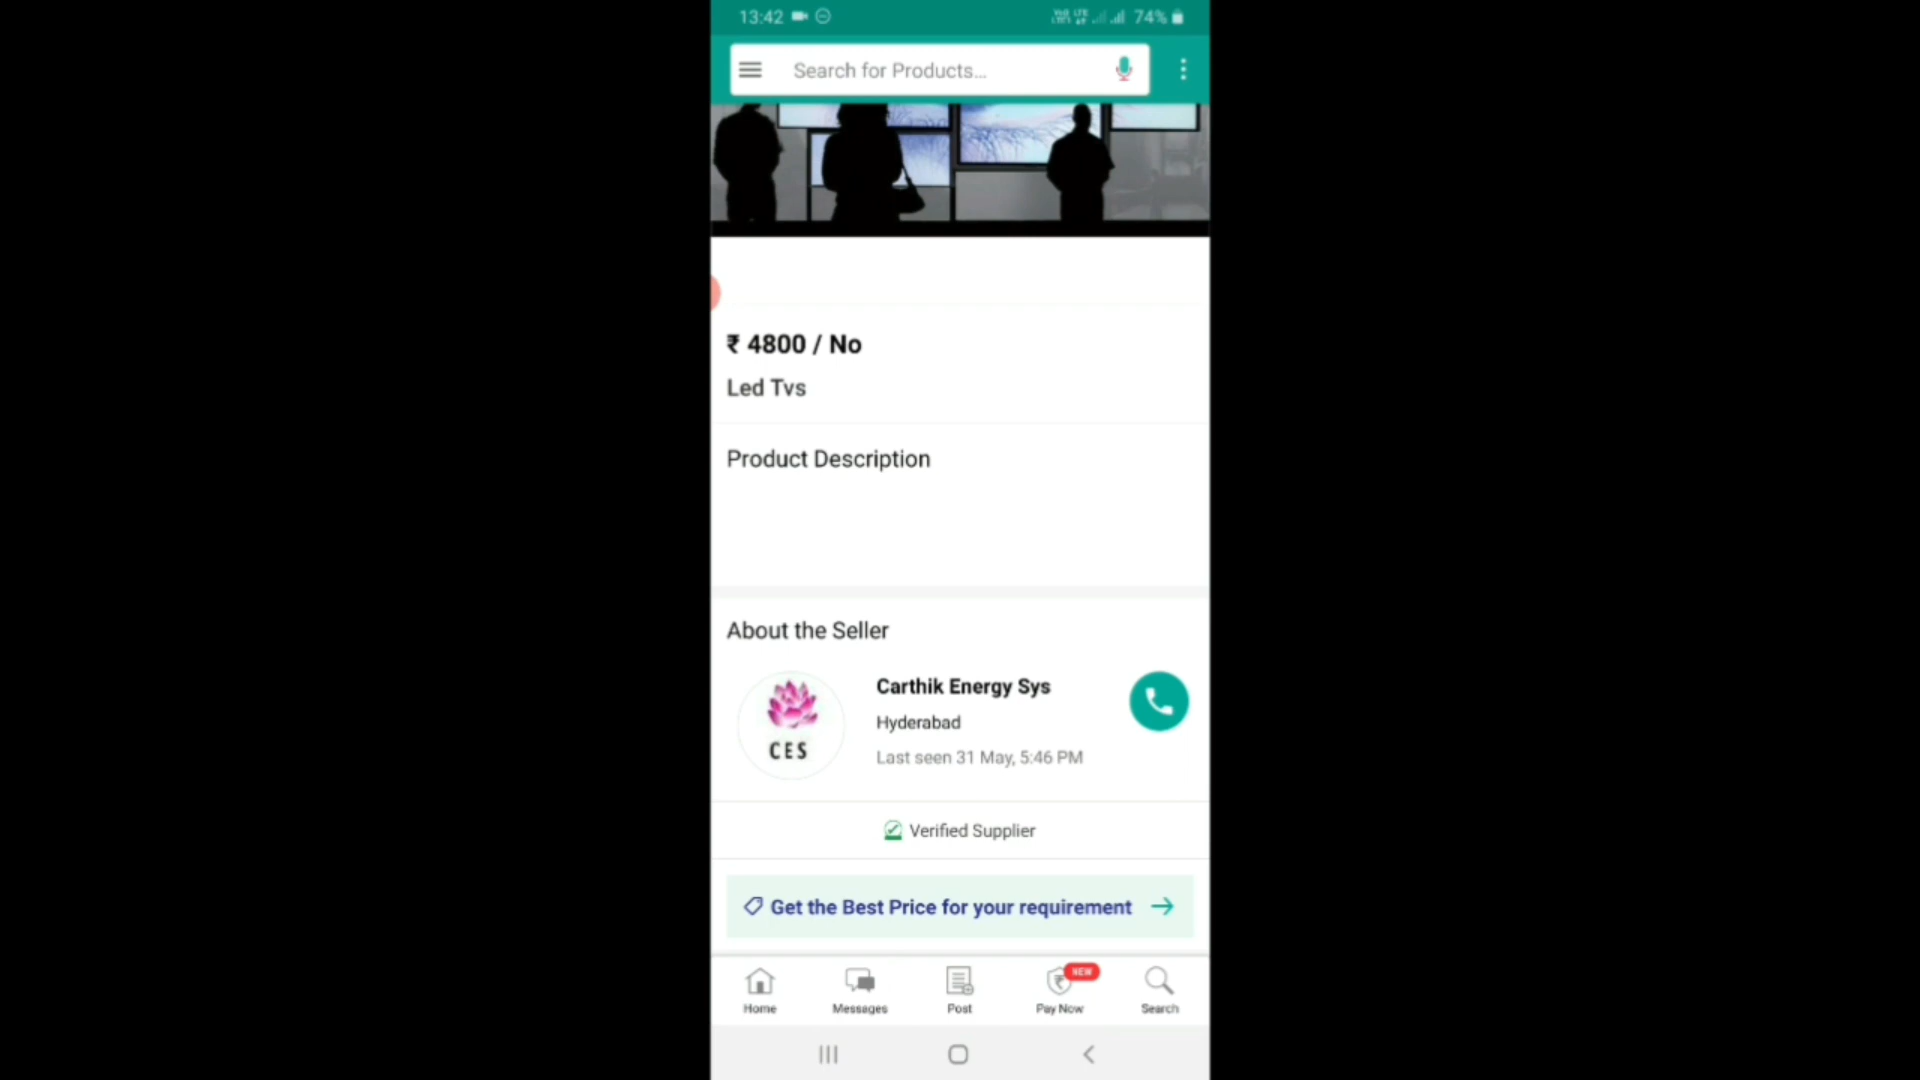 13:42 74%
Search for Products...
₹ 4800 / No
Led Tvs
Product Description
About the Seller
Carthik Energy Sys
Hyderabad
Last seen 31 May, 5:46 PM
CES
Verified Supplier
Get the Best Price for your requirement
NEW
Home Messages Post Pay Now Search